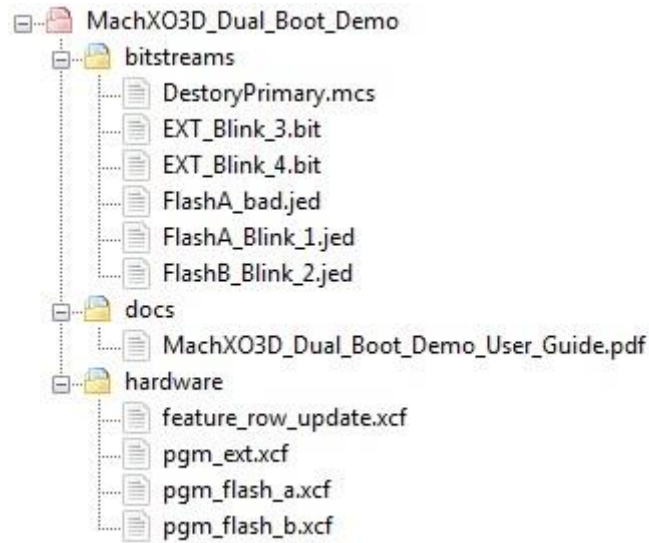 MachXO3D_Dual_Boot_Demo
bitstreams
DestoryPrimary.mcs
EXT_Blink_3.bit
EXT_Blink_4.bit
FlashA_bad.jed
FlashA_Blink_1.jed
FlashB_Blink_2.jed
docs
MachXO3D_Dual_Boot_Demo_User_Guide.pdf
hardware
feature_row_update.xcf
pgm_ext.xcf
pgm_flash_a.xcf
pgm_flash_b.xcf